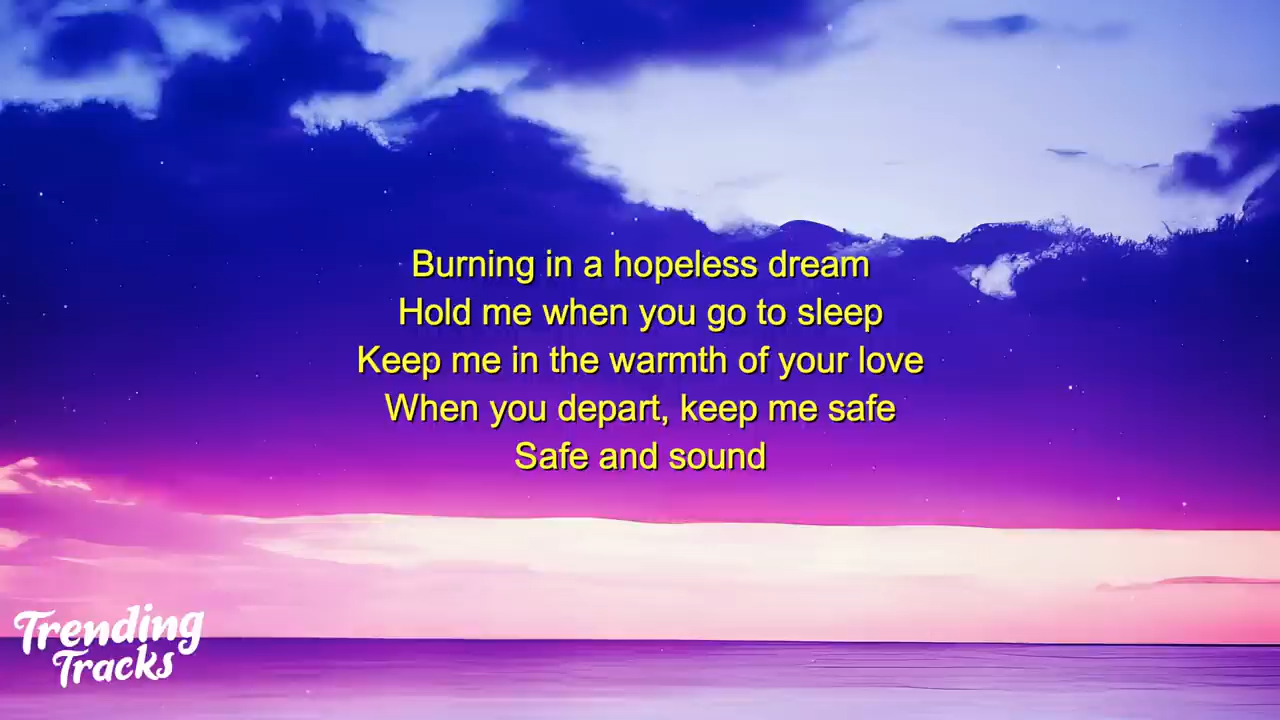 Burning in a hopeless dream
Hold me when you go to sleep
Keep me in the warmth of your love
When you depart, keep me safe
Safe and sound
Trending
Tracks